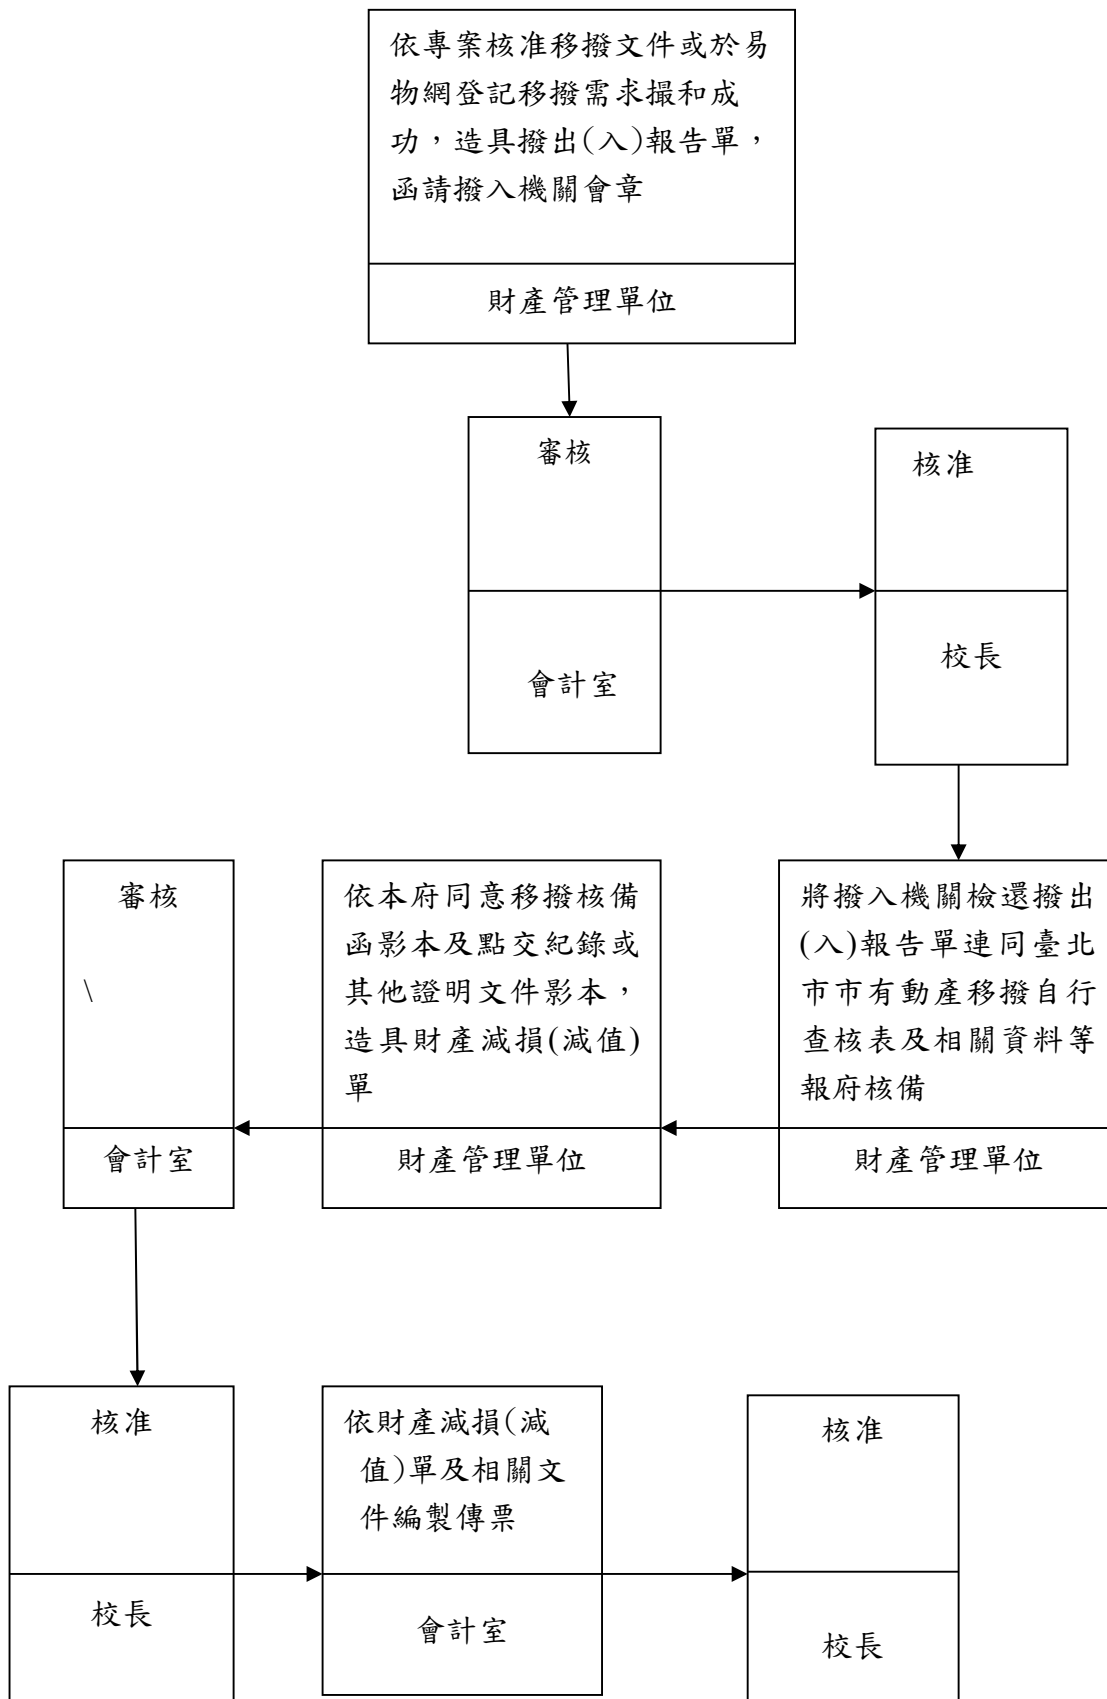 依專案核准移撥文件或於易
物網登記移撥需求撮和成
功，造具撥出(入)報告單，
函請撥入機關會章
財產管理單位
審核
會計室
核准
校長
將撥入機關檢還撥出
(入)報告單連同臺北
市市有動產移撥自行
查核表及相關資料等
報府核備
財產管理單位
依本府同意移撥核備
函影本及點交紀錄或
其他證明文件影本，
造具財產減損(減值)
單
財產管理單位
審核
\
會計室
核准
校長
依財產減損(減
值)單及相關文
件編製傳票
會計室
核准
校長